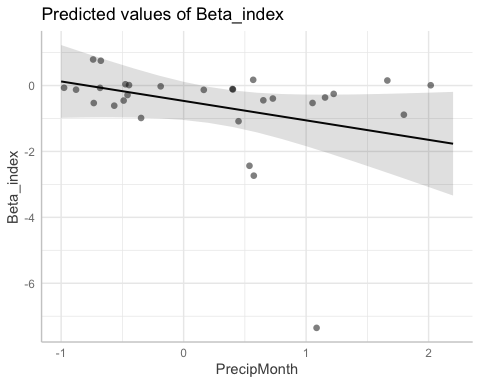 Predicted values of Beta_index
0
-2
-4
-6
Beta_index
-1
0
1
2
PrecipMonth